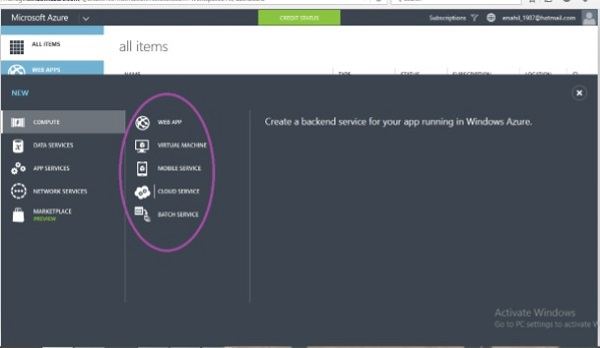 Microsoft Azure
CREDIT STATUS
Subscriptions
enahil_1987@hotmail.com
ALL ITEMS
all items
WEB APPS
NAME
TYPE
STATUS
SUBSCRIPTION
LOCATION
NEW
COMPUTE
DATA SERVICES
APP SERVICES
NETWORK SERVICES
MARKETPLACE
PREVIEW
WEB APP
VIRTUAL MACHINE
MOBILE SERVICE
CLOUD SERVICE
BATCH SERVICE
Create a backend service for your app running in Windows Azure.
Activate Windows
Go to PC settings to activate W